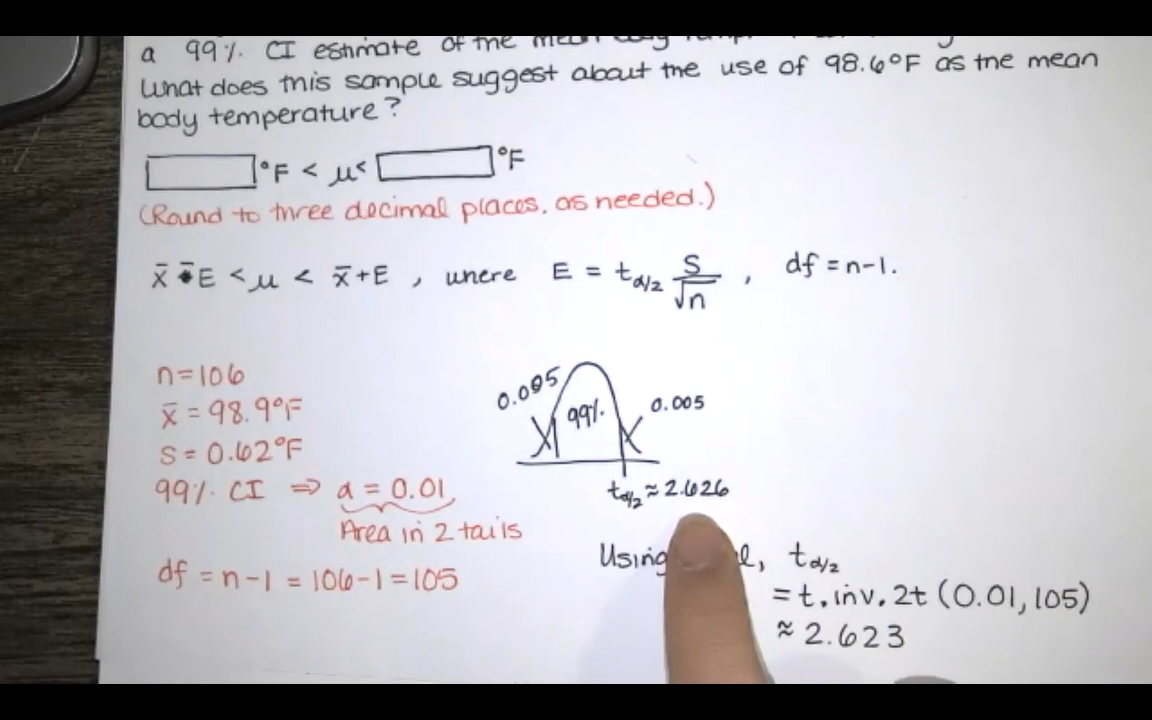 a 99% CI estimate of the mean body temp
What does this sample suggest about the use of 98.6°F as the mean
body temperature?
°F < μ < °F
(Round to three decimal places, as needed.)
x̄ - E < μ < x̄ + E , where E = tα/2 s/√n , df = n-1.
n=106
x̄ = 98.9°F
s = 0.62°F
99% CI ⇒ α = 0.01
Area in 2 tails
df = n-1 = 106-1 = 105
0.005
99%
0.005
tα/2 ≈ 2.626
Using , tα/2
= t.inv.2t (0.01, 105)
≈ 2.623